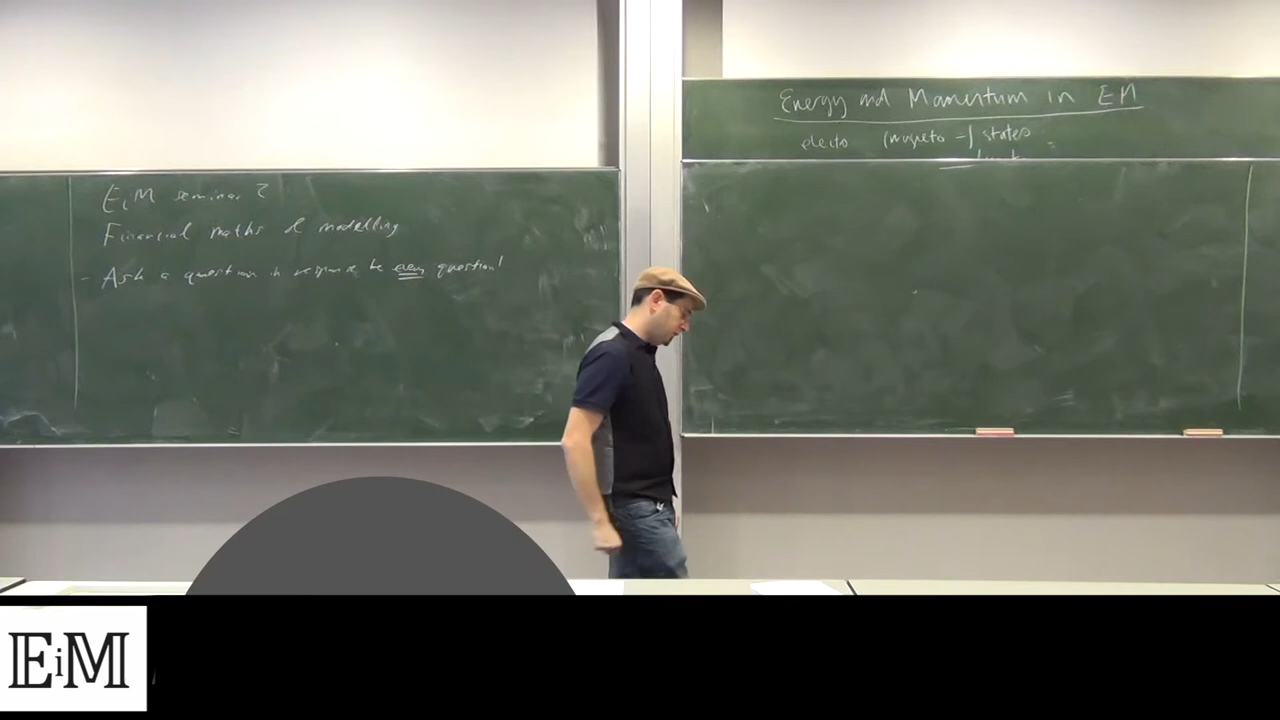 EiM seminar 2
Financial maths & modelling
- Ask a question in response to every question!
Energy and Momentum in EM
electo (magneto -) states
EiM